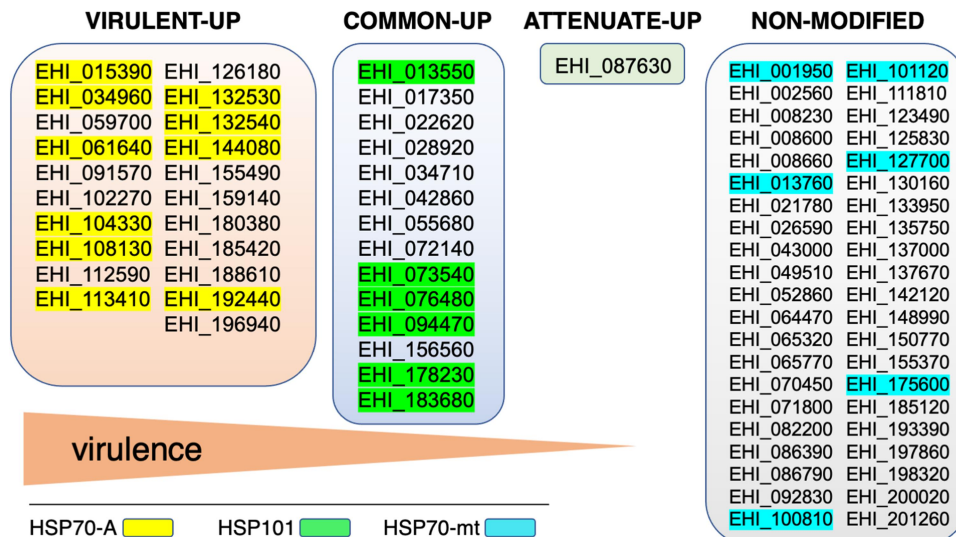 VIRULENT-UP
EHI_015390 EHI_126180
EHI_034960 EHI_132530
EHI_059700 EHI_132540
EHI_061640 EHI_144080
EHI_091570 EHI_155490
EHI_102270 EHI_159140
EHI_104330 EHI_180380
EHI_108130 EHI_185420
EHI_112590 EHI_188610
EHI_113410 EHI_192440
EHI_196940
COMMON-UP
EHI_013550
EHI_017350
EHI_022620
EHI_028920
EHI_034710
EHI_042860
EHI_055680
EHI_072140
EHI_073540
EHI_076480
EHI_094470
EHI_156560
EHI_178230
EHI_183680
ATTENUATE-UP
EHI_087630
NON-MODIFIED
EHI_001950 EHI_101120
EHI_002560 EHI_111810
EHI_008230 EHI_123490
EHI_008600 EHI_125830
EHI_008660 EHI_127700
EHI_013760 EHI_130160
EHI_021780 EHI_133950
EHI_026590 EHI_135750
EHI_043000 EHI_137000
EHI_049510 EHI_137670
EHI_052860 EHI_142120
EHI_064470 EHI_148990
EHI_065320 EHI_150770
EHI_065770 EHI_155370
EHI_070450 EHI_175600
EHI_071800 EHI_185120
EHI_082200 EHI_193390
EHI_086390 EHI_197860
EHI_086790 EHI_198320
EHI_092830 EHI_200020
EHI_100810 EHI_201260
virulence
HSP70-A HSP101 HSP70-mt